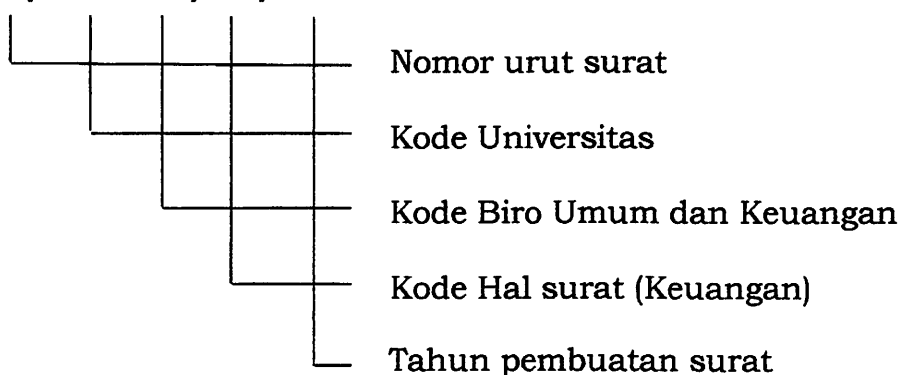 Nomor urut surat
Kode Universitas
Kode Biro Umum dan Keuangan
Kode Hal surat (Keuangan)
Tahun pembuatan surat